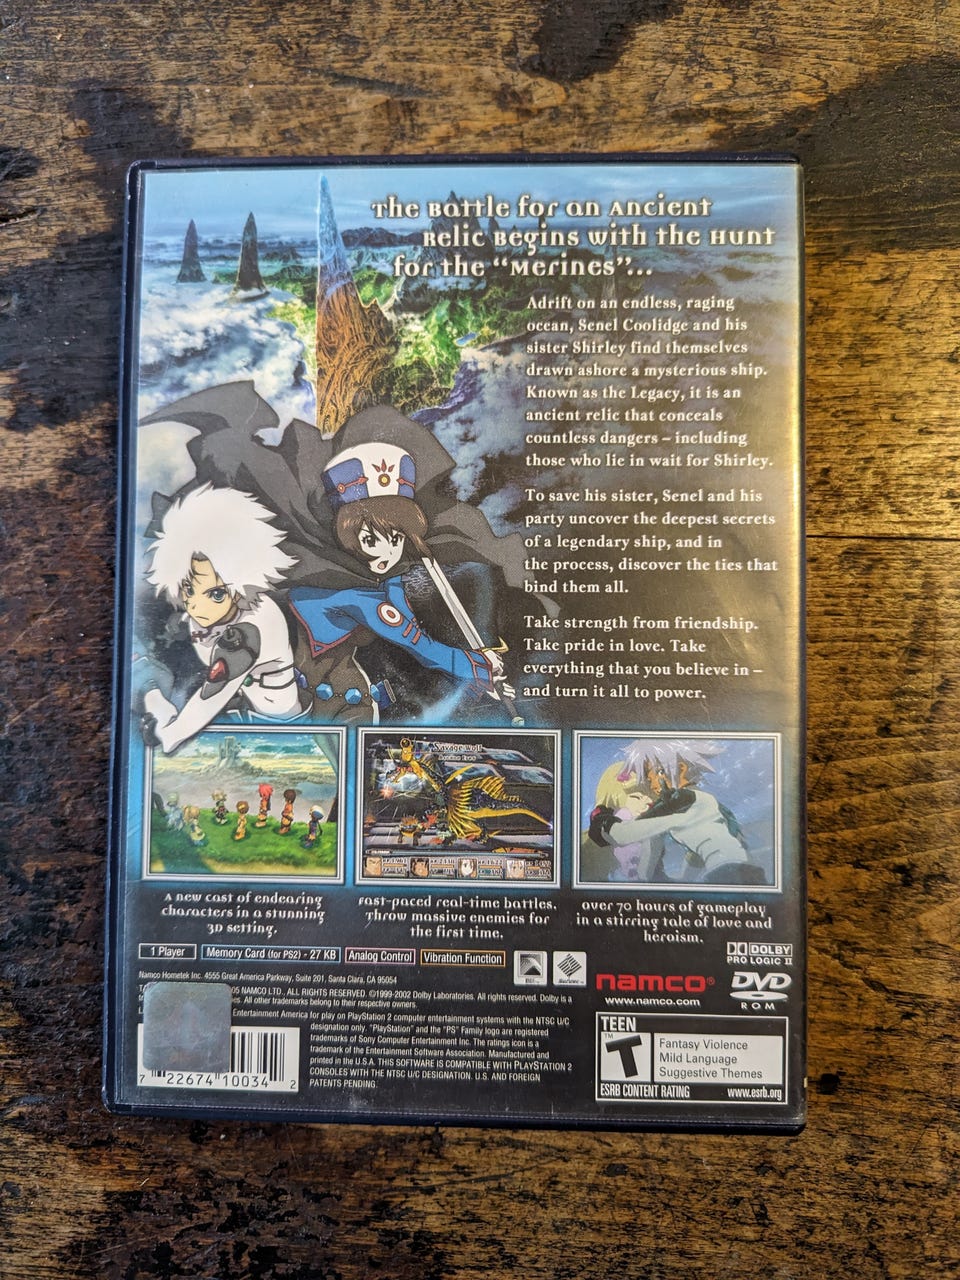 The Battle for an Ancient
Relic Begins with the Hunt
for the “Merines”...
Adrift on an endless, raging
ocean, Senel Coolidge and his
sister Shirley find themselves
drawn ashore a mysterious ship.
Known as the Legacy, it is an
ancient relic that conceals
countless dangers – including
those who lie in wait for Shirley.
To save his sister, Senel and his
party uncover the deepest secrets
of a legendary ship, and in
the process, discover the ties that
bind them all.
Take strength from friendship.
Take pride in love. Take
everything that you believe in –
and turn it all to power.
Savage Wolf
A new cast of endearing
characters in a stunning
3D setting.
Fast-paced real-time battles.
Throw massive enemies for
the first time.
Over 70 hours of gameplay
in a stirring tale of love and
heroism.
1 Player
Memory Card (for PS2) - 27 KB
Analog Control
Vibration Function
DOLBY
PRO LOGIC II
namco®
www.namco.com
DVD
ROM
Namco Hometek Inc. 4555 Great America Parkway, Suite 201, Santa Clara, CA 95054
05 NAMCO LTD., ALL RIGHTS RESERVED. ©1999-2002 Dolby Laboratories. All rights reserved. Dolby is a
es. All other trademarks belong to their respective owners.
Entertainment America for play on PlayStation 2 computer entertainment systems with the NTSC U/C
designation only. "PlayStation" and the "PS" Family logo are registered
trademarks of Sony Computer Entertainment Inc. The ratings icon is a
trademark of the Entertainment Software Association. Manufactured and
printed in the U.S.A. THIS SOFTWARE IS COMPATIBLE WITH PLAYSTATION 2
CONSOLES WITH THE NTSC U/C DESIGNATION. U.S. AND FOREIGN
PATENTS PENDING.
7 22674 10034 2
TEEN
T
TM
Fantasy Violence
Mild Language
Suggestive Themes
ESRB CONTENT RATING www.esrb.org